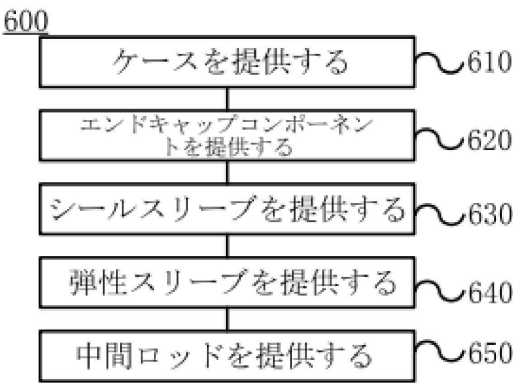 600
ケースを提供する
610
エンドキャップコンポーネン
トを提供する
620
シールスリーブを提供する
630
弾性スリーブを提供する
640
中間ロッドを提供する
650